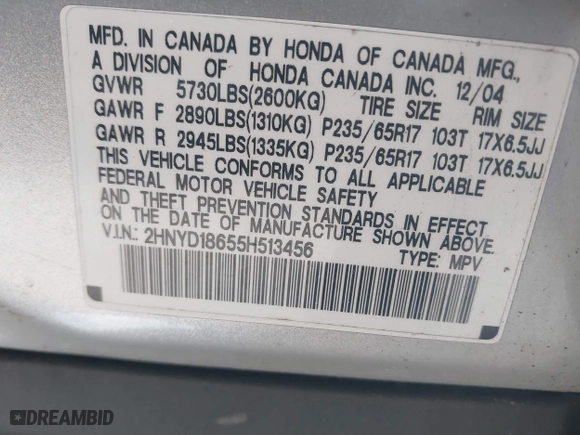 MFD. IN CANADA BY HONDA OF CANADA MFG.,
A DIVISION OF HONDA CANADA INC. 12/04
GVWR 5730LBS(2600KG) TIRE SIZE RIM SIZE
GAWR F 2890LBS(1310KG) P235/65R17 103T 17X6.5JJ
GAWR R 2945LBS(1335KG) P235/65R17 103T 17X6.5JJ
THIS VEHICLE CONFORMS TO ALL APPLICABLE
FEDERAL MOTOR VEHICLE SAFETY
AND THEFT PREVENTION STANDARDS IN EFFECT
ON THE DATE OF MANUFACTURE SHOWN ABOVE.
V.I.N.: 2HNYD18655H513456 TYPE: MPV
DREAMBID